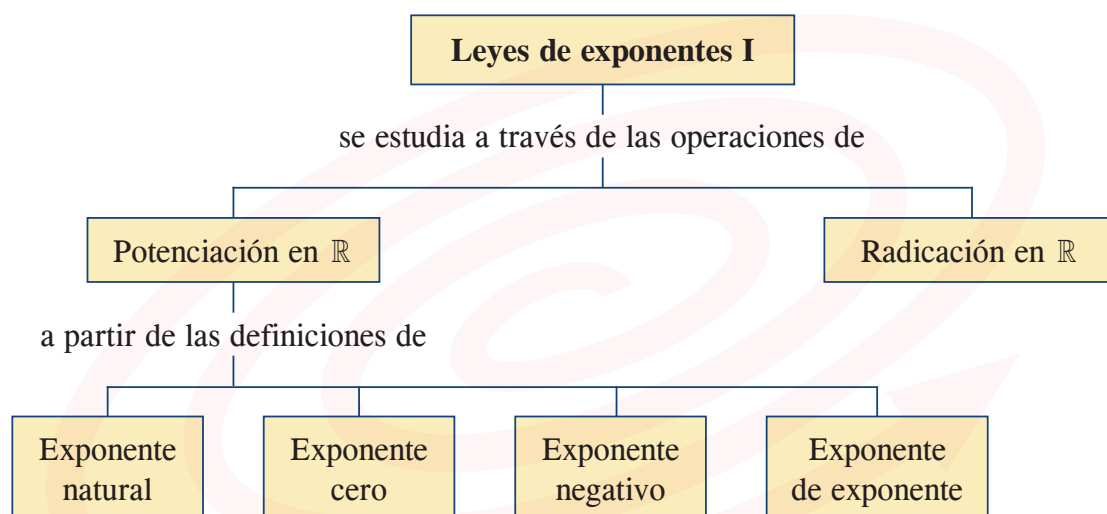 Leyes de exponentes I
se estudia a través de las operaciones de
Potenciación en ℝ
Radicación en ℝ
a partir de las definiciones de
Exponente
natural
Exponente
cero
Exponente
negativo
Exponente
de exponente